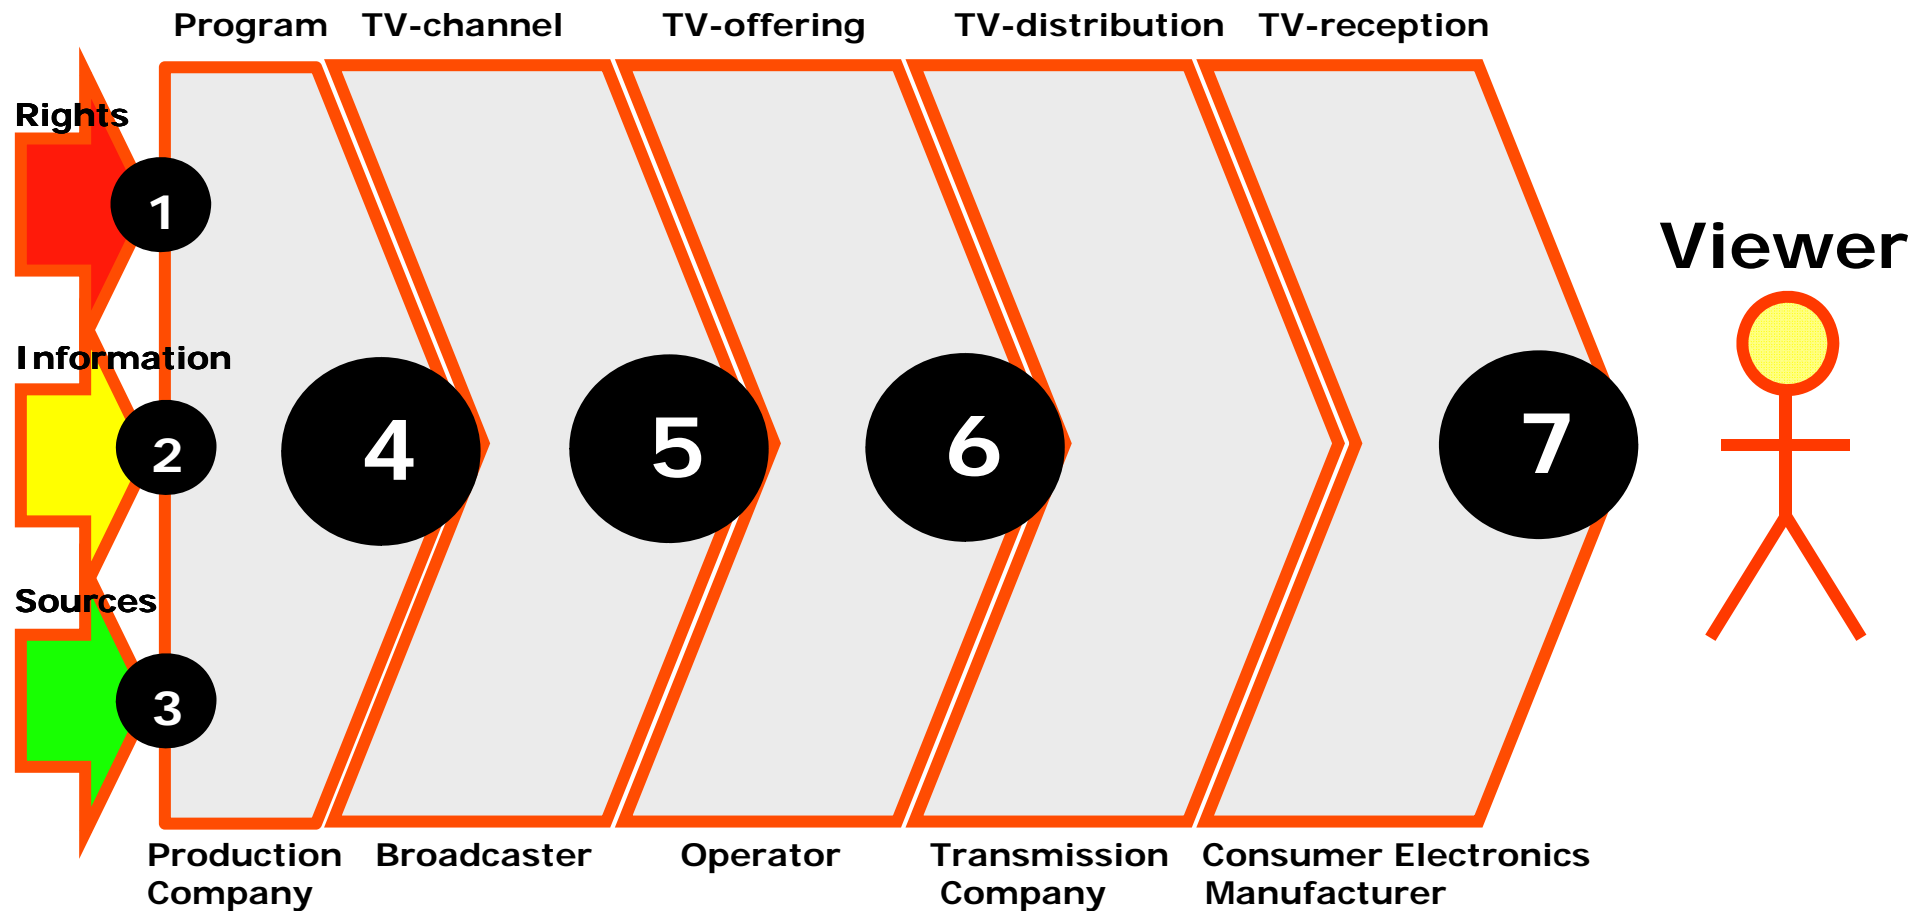 Program TV-channel TV-offering TV-distribution TV-reception
Rights
1
Viewer
Information
2
4 5 6 7
Sources
3
Production Broadcaster Operator Transmission Consumer Electronics
Company Company Manufacturer